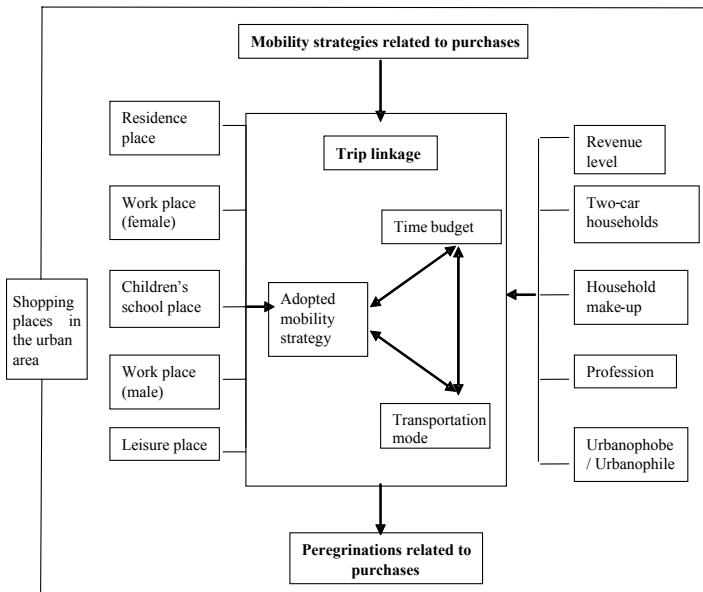 Mobility strategies related to purchases
Residence
place
Work place
(female)
Children’s
school place
Work place
(male)
Leisure place
Shopping
places in
the urban
area
Trip linkage
Time budget
Adopted
mobility
strategy
Transportation
mode
Revenue
level
Two-car
households
Household
make-up
Profession
Urbanophobe
/ Urbanophile
Peregrinations related to
purchases